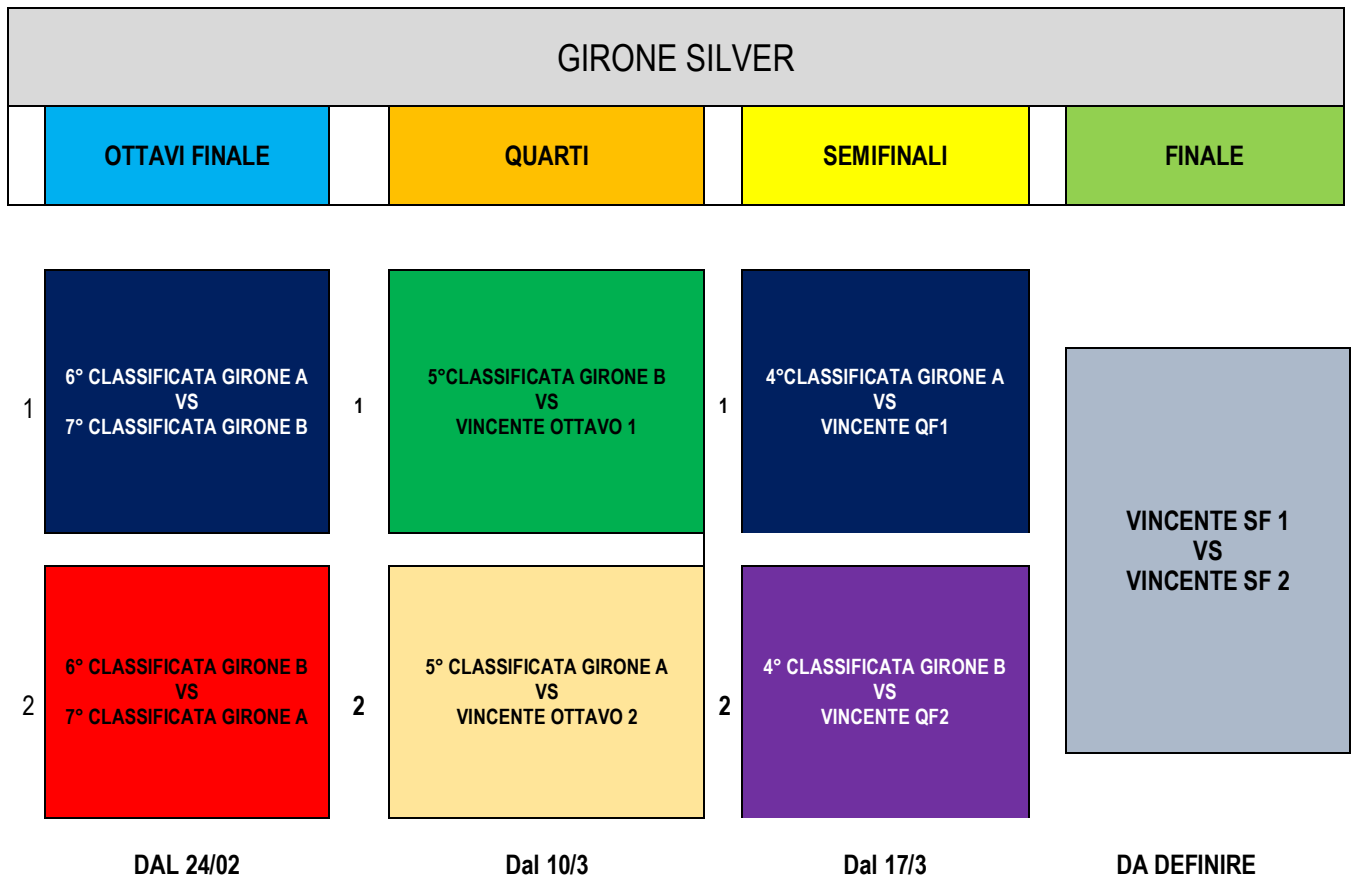 GIRONE SILVER
OTTAVI FINALE
QUARTI
SEMIFINALI
FINALE
1
6° CLASSIFICATA GIRONE A
VS
7° CLASSIFICATA GIRONE B
1
5°CLASSIFICATA GIRONE B
VS
VINCENTE OTTAVO 1
1
4°CLASSIFICATA GIRONE A
VS
VINCENTE QF1
VINCENTE SF 1
VS
VINCENTE SF 2
2
6° CLASSIFICATA GIRONE B
VS
7° CLASSIFICATA GIRONE A
2
5° CLASSIFICATA GIRONE A
VS
VINCENTE OTTAVO 2
2
4° CLASSIFICATA GIRONE B
VS
VINCENTE QF2
DAL 24/02
Dal 10/3
Dal 17/3
DA DEFINIRE